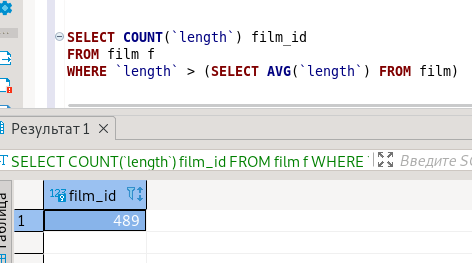 SELECT COUNT(`length`) film_id
FROM film f
WHERE `length` > (SELECT AVG(`length`) FROM film)
Результат 1
SELECT COUNT(`length`) film_id FROM film f WHERE `
Введите SC
123 film_id
1 489
Таблица